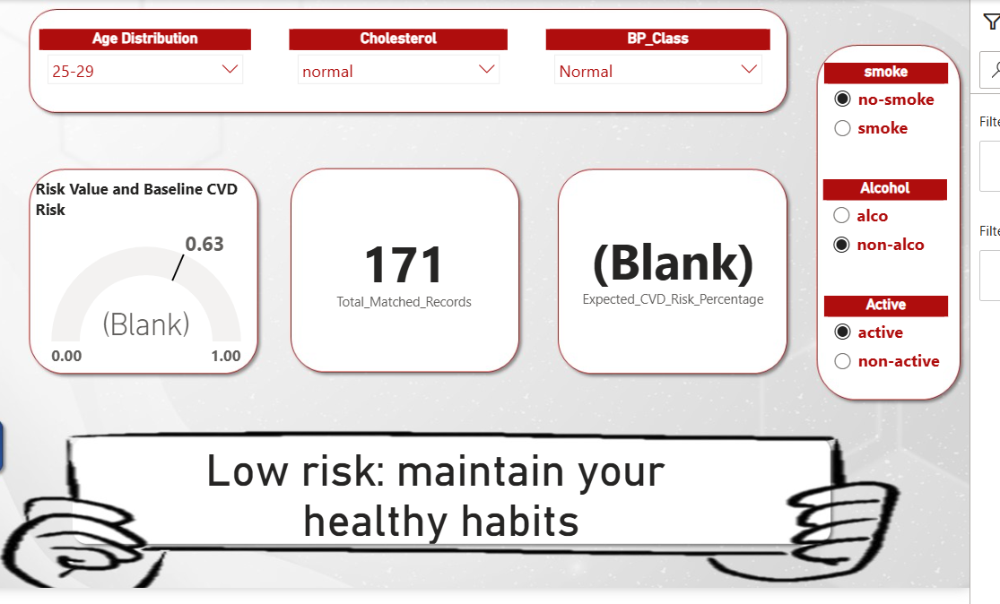 Age Distribution
25-29
Cholesterol
normal
BP_Class
Normal
smoke
no-smoke
smoke
Alcohol
alco
non-alco
Active
active
non-active
Risk Value and Baseline CVD
Risk
0.63
(Blank)
0.00
1.00
171
Total_Matched_Records
(Blank)
Expected_CVD_Risk_Percentage
Low risk: maintain your
healthy habits
Filte
Filte